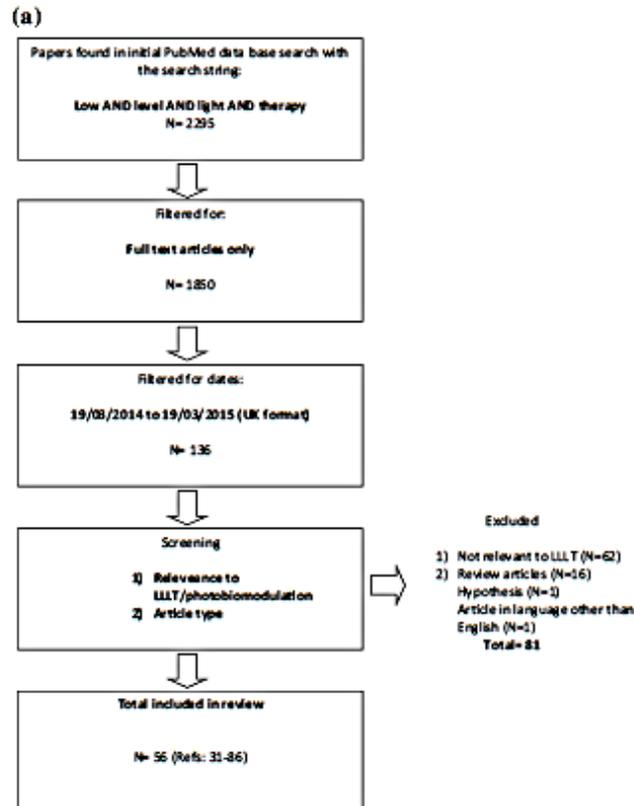 (a)
Papers found in initial PubMed data base search with
the search string:
Low AND level AND light AND therapy
N= 2295
Filtered for:
Full text articles only
N= 1850
Filtered for dates:
19/08/2014 to 19/03/2015 (UK format)
N= 136
Screening
1) Releveance to
LLLT/photobiomodulation
2) Article type
Excluded
1) Not relevant to LLLT (N=62)
2) Review articles (N=16)
Hypothesis (N=1)
Article in language other than
English (N=1)
Total= 81
Total included in review
N= 56 (Refs: 31-86)